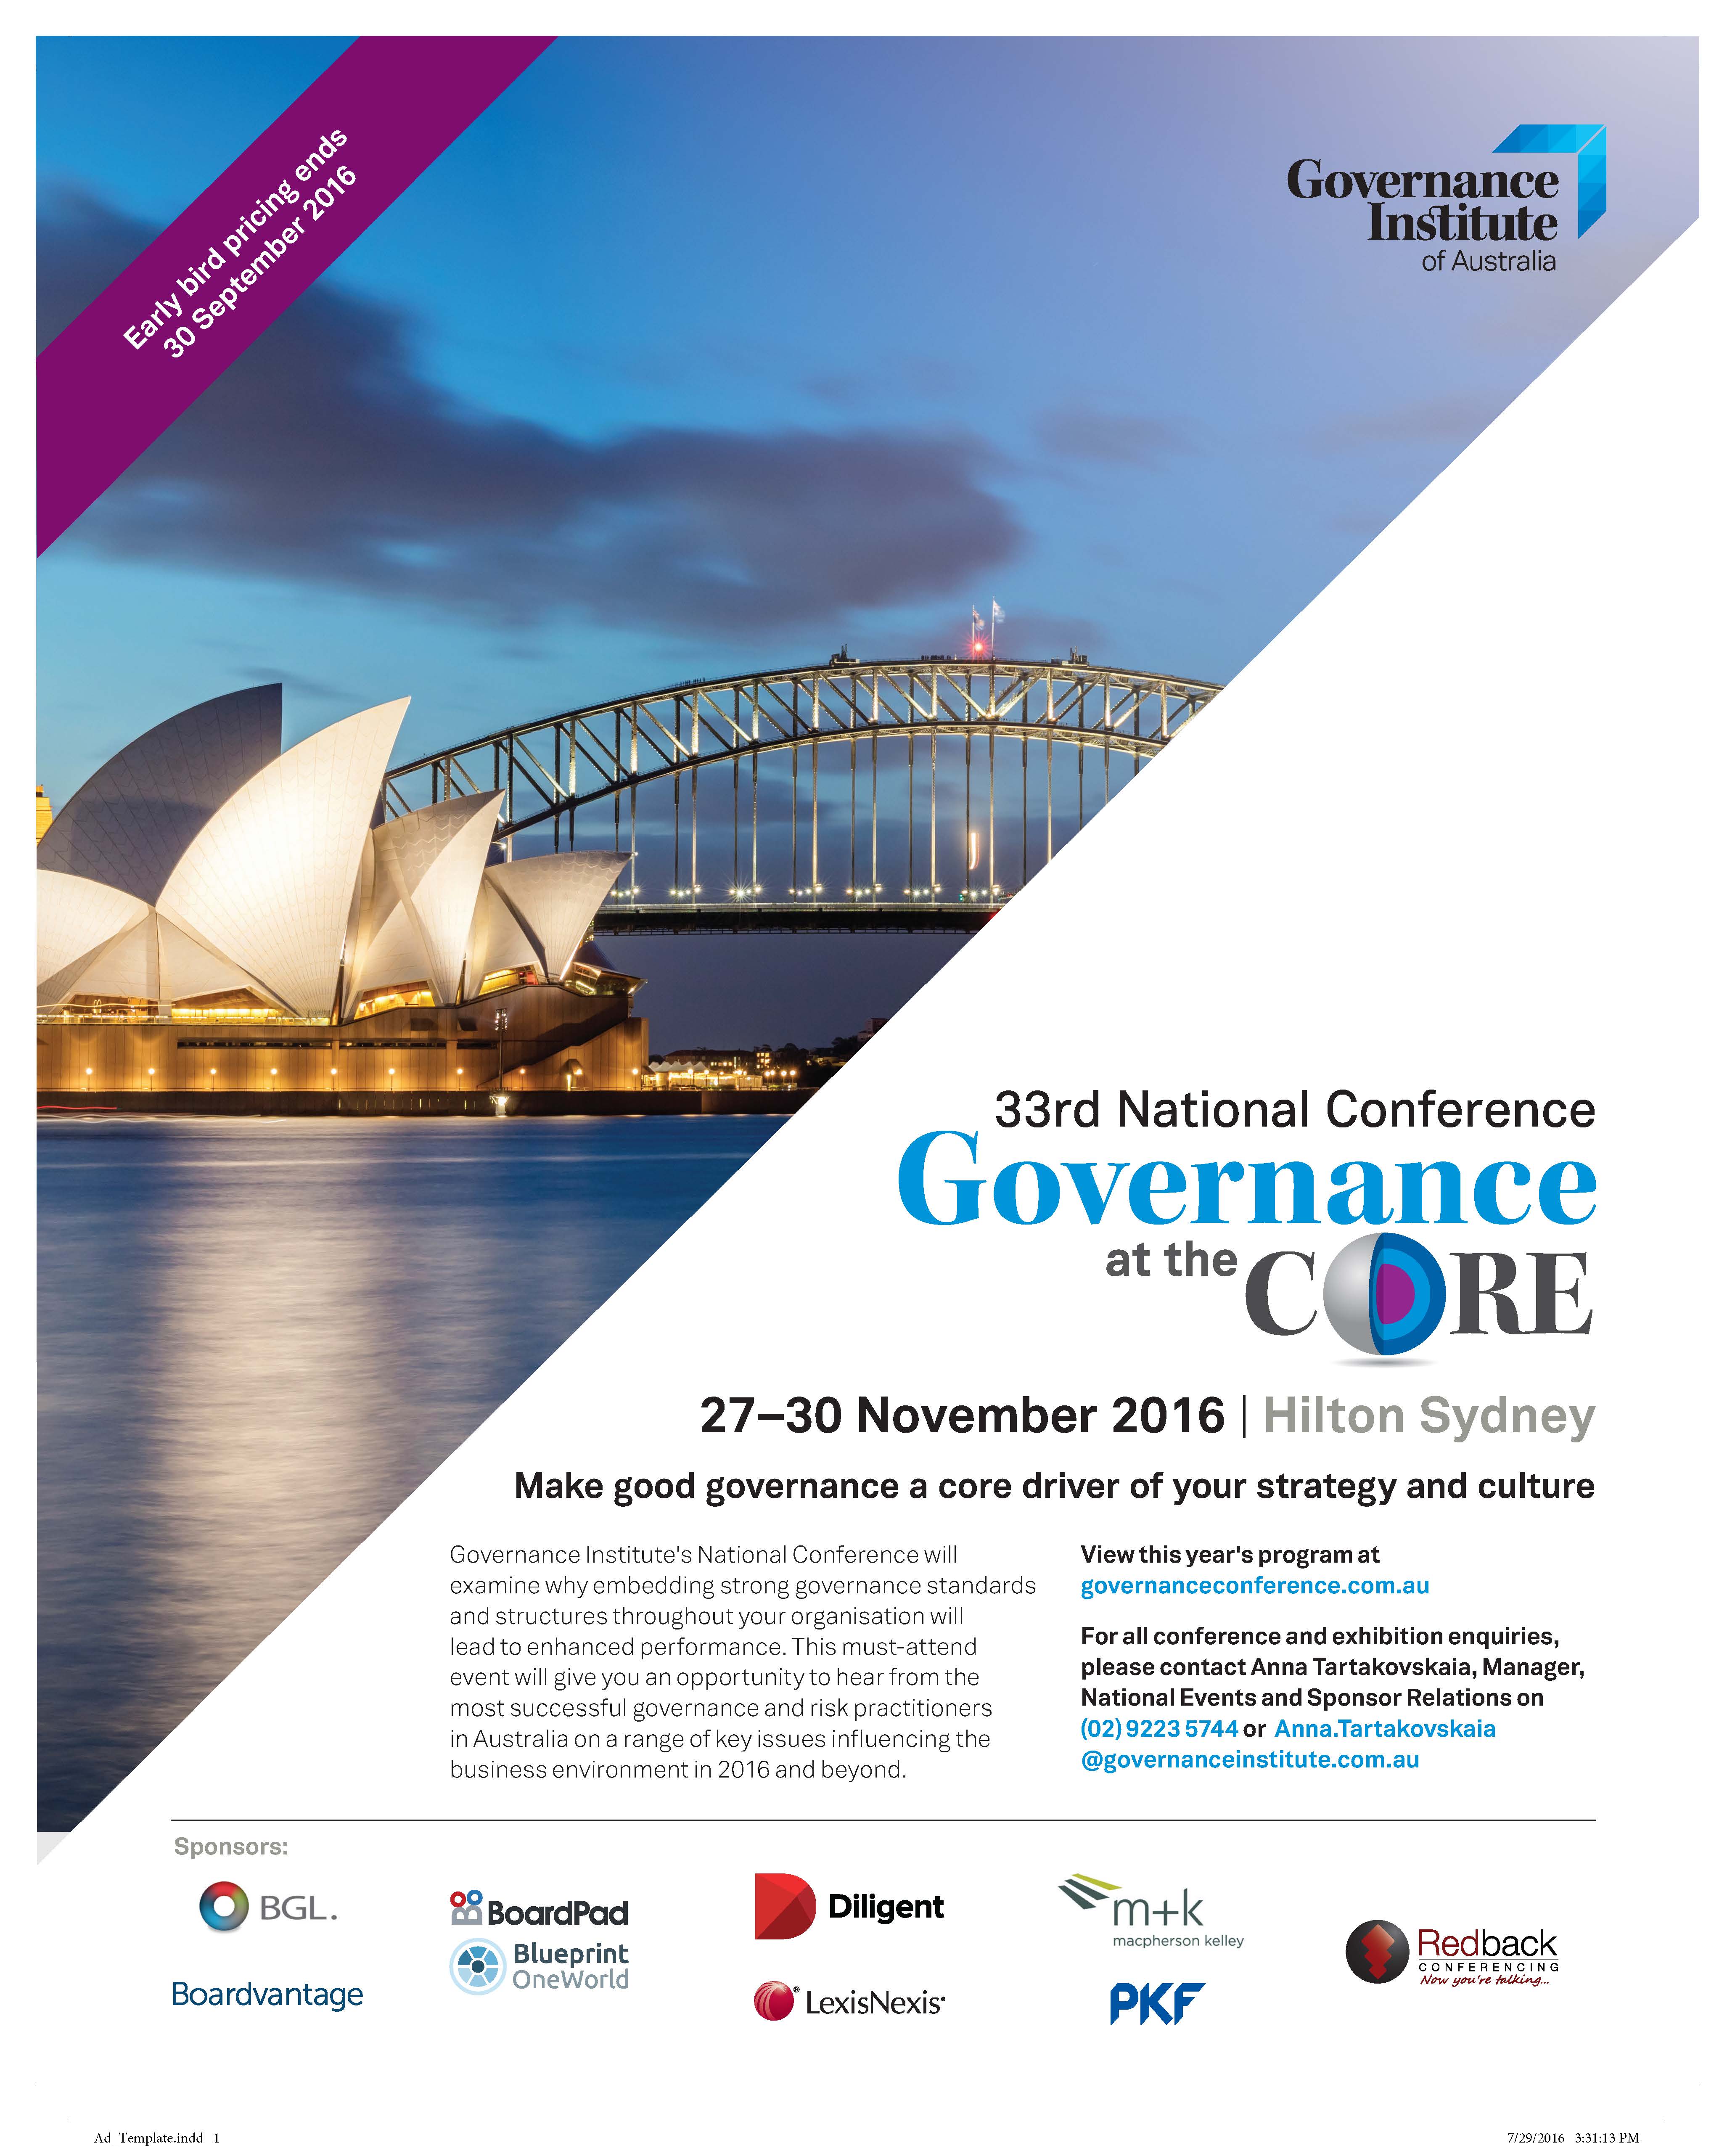 Early bird pricing ends
30 September 2016
Governance
Institute
of Australia
33rd National Conference
Governance
at the CORE
27–30 November 2016 | Hilton Sydney
Make good governance a core driver of your strategy and culture
Governance Institute's National Conference will
examine why embedding strong governance standards
and structures throughout your organisation will
lead to enhanced performance. This must-attend
event will give you an opportunity to hear from the
most successful governance and risk practitioners
in Australia on a range of key issues influencing the
business environment in 2016 and beyond.
View this year's program at
governanceconference.com.au
For all conference and exhibition enquiries,
please contact Anna Tartakovskaia, Manager,
National Events and Sponsor Relations on
(02) 9223 5744 or Anna.Tartakovskaia
@governanceinstitute.com.au
Sponsors:
BGL.
Boardvantage
BoardPad
Blueprint
OneWorld
Diligent
LexisNexis®
m+k
macpherson kelley
PKF
Redback
CONFERENCING
Now you're talking...
Ad_Template.indd 1
7/29/2016 3:31:13 PM